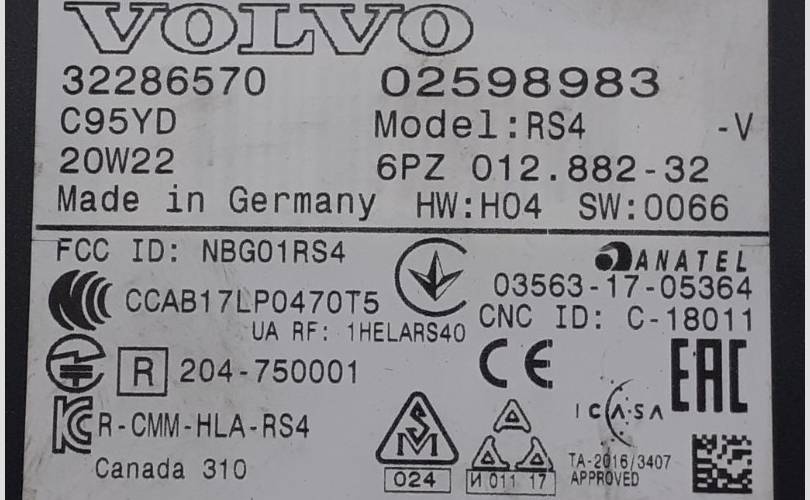 VOLVO
32286570 02598983
C95YD Model:RS4 -V
20W22 6PZ 012.882-32
Made in Germany HW:H04 SW:0066
FCC ID: NBG01RS4
ANATEL
CCAB17LP0470T5 03563-17-05364
UA RF: 1HELARS40 CNC ID: C-18011
R 204-750001 CE EAC
R-CMM-HLA-RS4 ICASA
Canada 310 024 И 011 17 TA-2016/3407
APPROVED